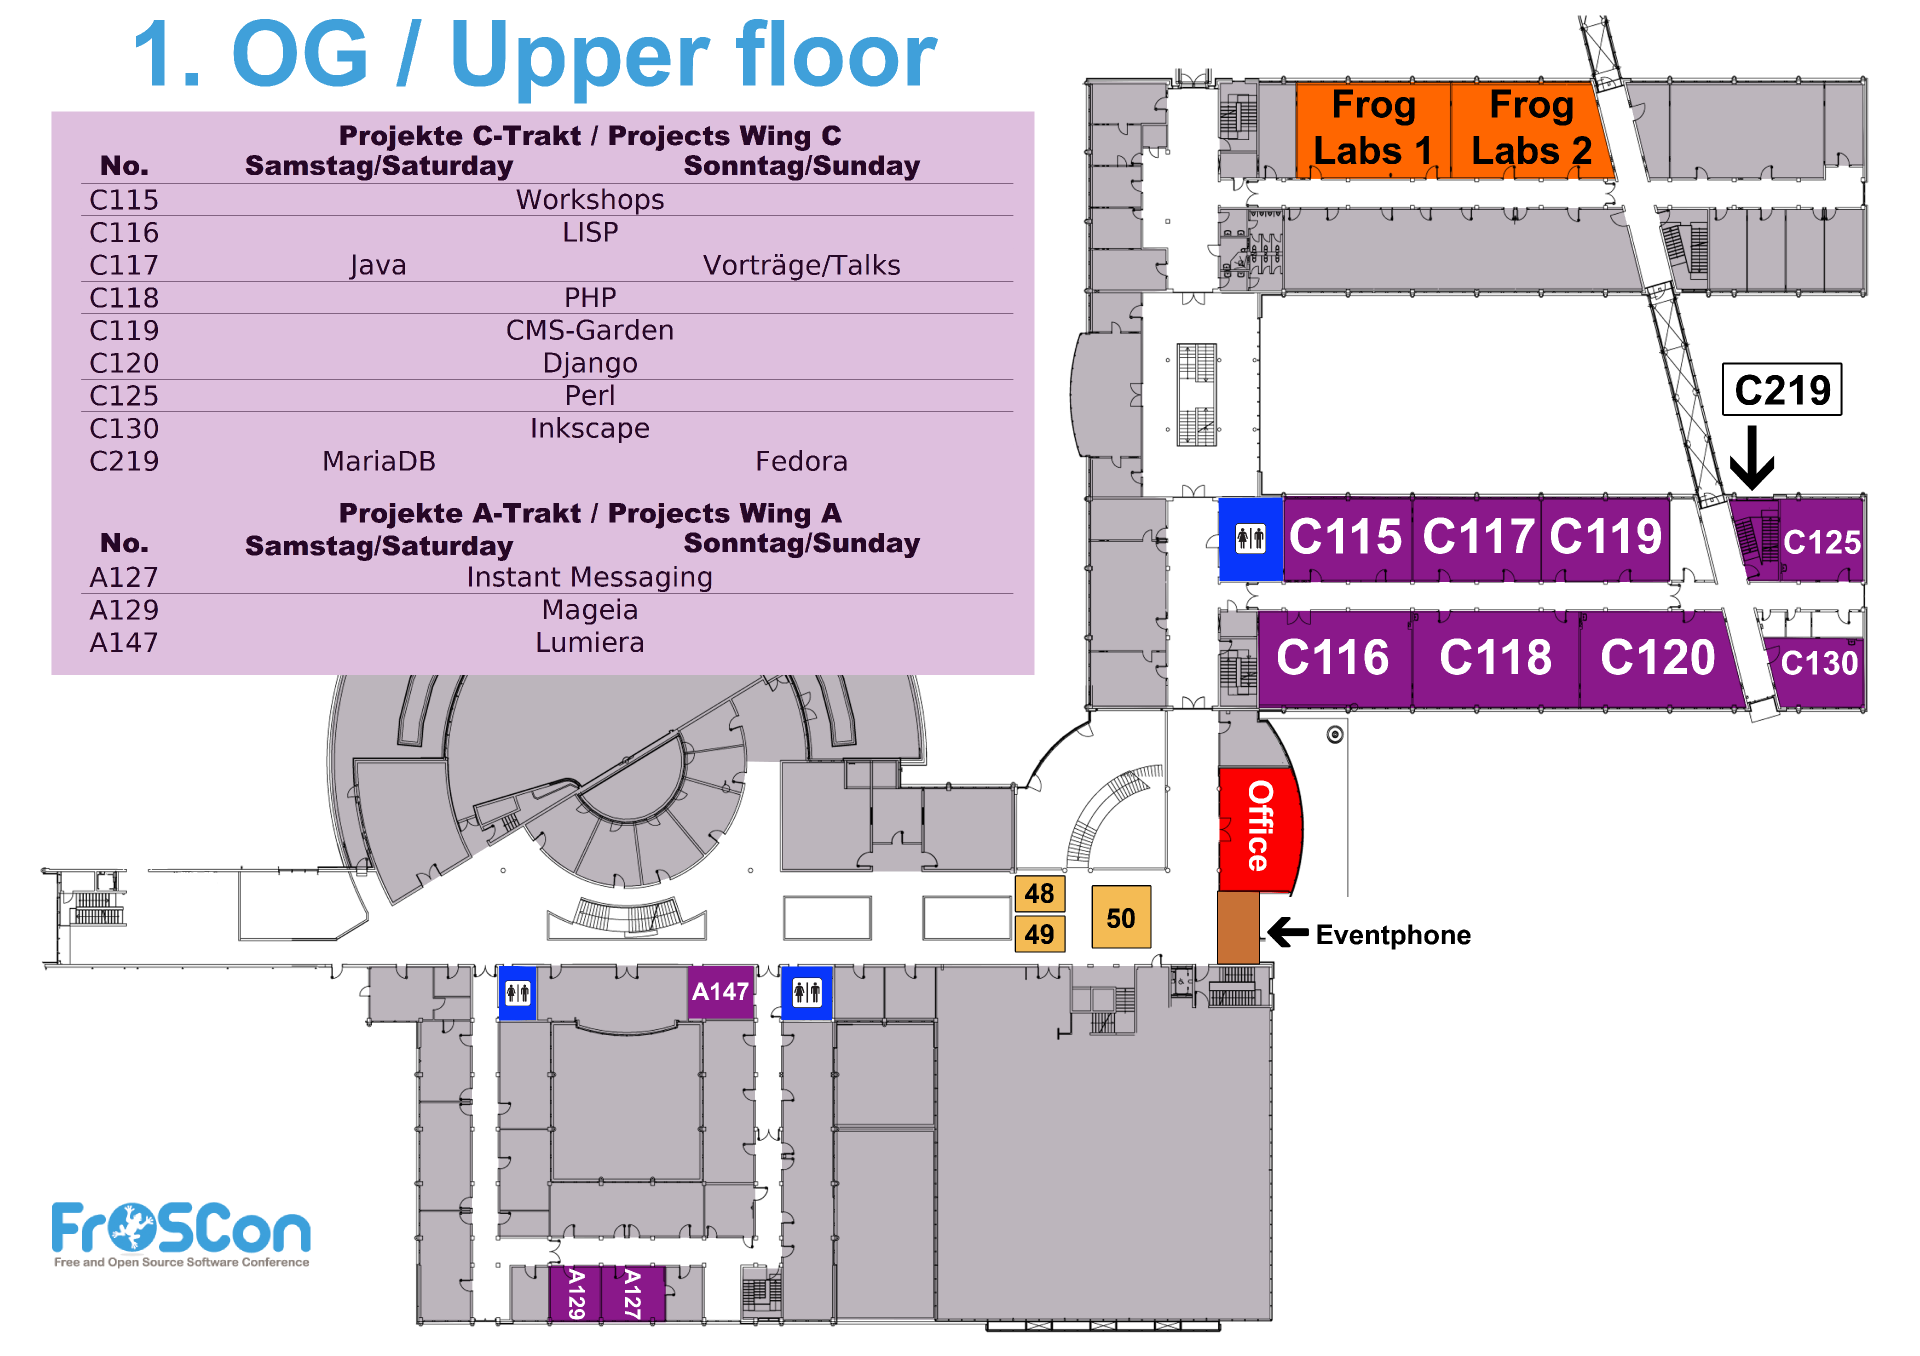 1. OG / Upper floor
Projekte C-Trakt / Projects Wing C
No. Samstag/Saturday Sonntag/Sunday
C115 Workshops
C116 LISP
C117 Java Vorträge/Talks
C118 PHP
C119 CMS-Garden
C120 Django
C125 Perl
C130 Inkscape
C219 MariaDB Fedora
Projekte A-Trakt / Projects Wing A
No. Samstag/Saturday Sonntag/Sunday
A127 Instant Messaging
A129 Mageia
A147 Lumiera
Frog
Labs 1
Frog
Labs 2
C219
C115 C117 C119 C125
C116 C118 C120 C130
Office
48
49
50
Eventphone
A147
A129
A127
FrOSCon
Free and Open Source Software Conference